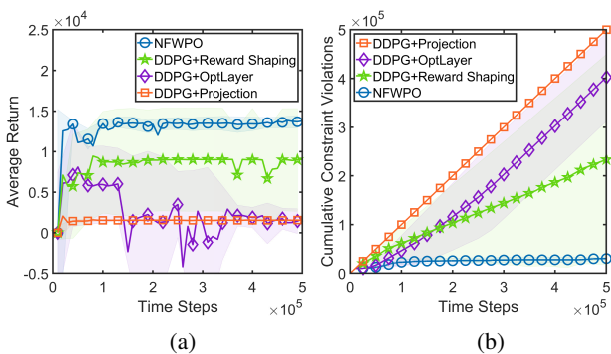 ×10⁴
2.5
2.0
1.5
1.0
0.5
0
-0.5
Average Return
NFWPO
DDPG+Reward Shaping
DDPG+OptLayer
DDPG+Projection
0 1 2 3 4 5
Time Steps ×10⁵
(a)
×10⁵
5
4
3
2
1
0
Cumulative Constraint Violations
DDPG+Projection
DDPG+OptLayer
DDPG+Reward Shaping
NFWPO
0 1 2 3 4 5
Time Steps ×10⁵
(b)